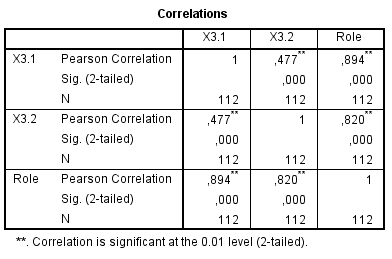 Correlations
X3.1 X3.2 Role
X3.1 Pearson Correlation 1 ,477** ,894**
Sig. (2-tailed) ,000 ,000
N 112 112 112
X3.2 Pearson Correlation ,477** 1 ,820**
Sig. (2-tailed) ,000 ,000
N 112 112 112
Role Pearson Correlation ,894** ,820** 1
Sig. (2-tailed) ,000 ,000
N 112 112 112
**. Correlation is significant at the 0.01 level (2-tailed).